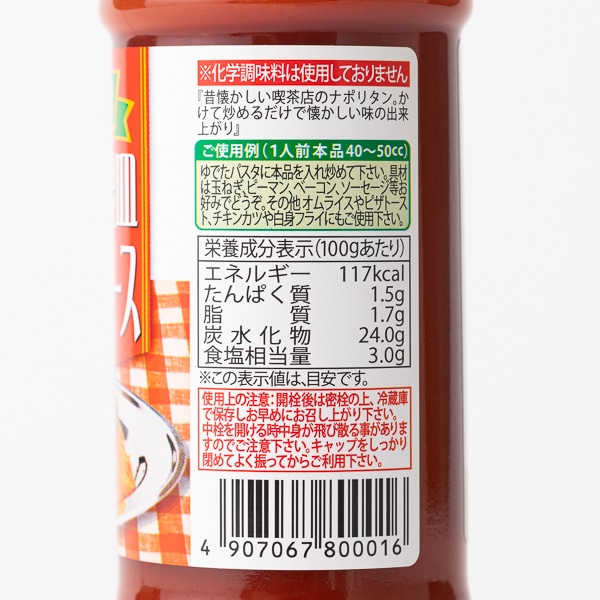 ※化学調味料は使用しておりません
『昔懐かしい喫茶店のナポリタン。か
けて炒めるだけで懐かしい味の出来
上がり』
ご使用例(1人前本品40〜50cc)
ゆでたパスタに本品を入れ炒めて下さい。具材
は玉ねぎ、ピーマン、ベーコン、ソーセージ等お
好みでどうぞ。その他オムライスやピザトース
ト、チキンカツや白身フライにもご使用下さい。
栄養成分表示(100gあたり)
エネルギー 117kcal
たんぱく質 1.5g
脂質 1.7g
炭水化物 24.0g
食塩相当量 3.0g
※この表示値は、目安です。
使用上の注意:開栓後は密栓の上、冷蔵庫
で保存しお早めにお召し上がり下さい。
中栓を開ける時中身が飛び散る事がありま
すのでご注意下さい。キャップをしっかり
閉めてよく振ってからご利用下さい。
4 907067 800016
皿
ース